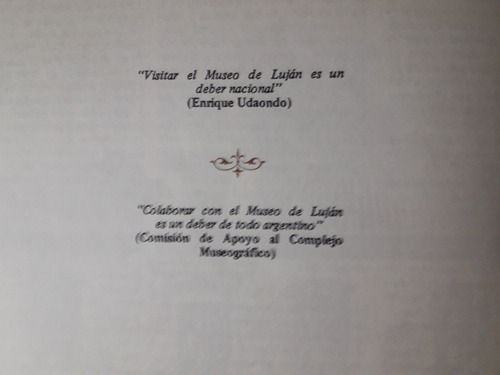 "Visitar el Museo de Luján es un
deber nacional"
(Enrique Udaondo)
"Colaborar con el Museo de Luján
es un deber de todo argentino"
(Comisión de Apoyo al Complejo
Museográfico)